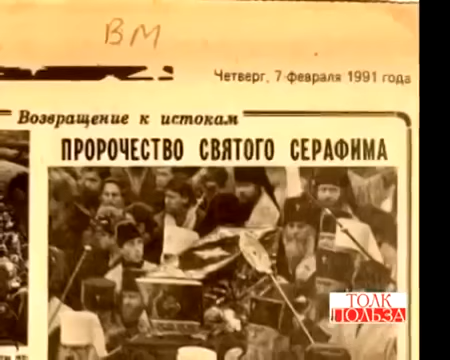 ВМ
Четверг, 7 февраля 1991 года
Возвращение к истокам
ПРОРОЧЕСТВО СВЯТОГО СЕРАФИМА
ТОЛК
ПОЛЬЗА